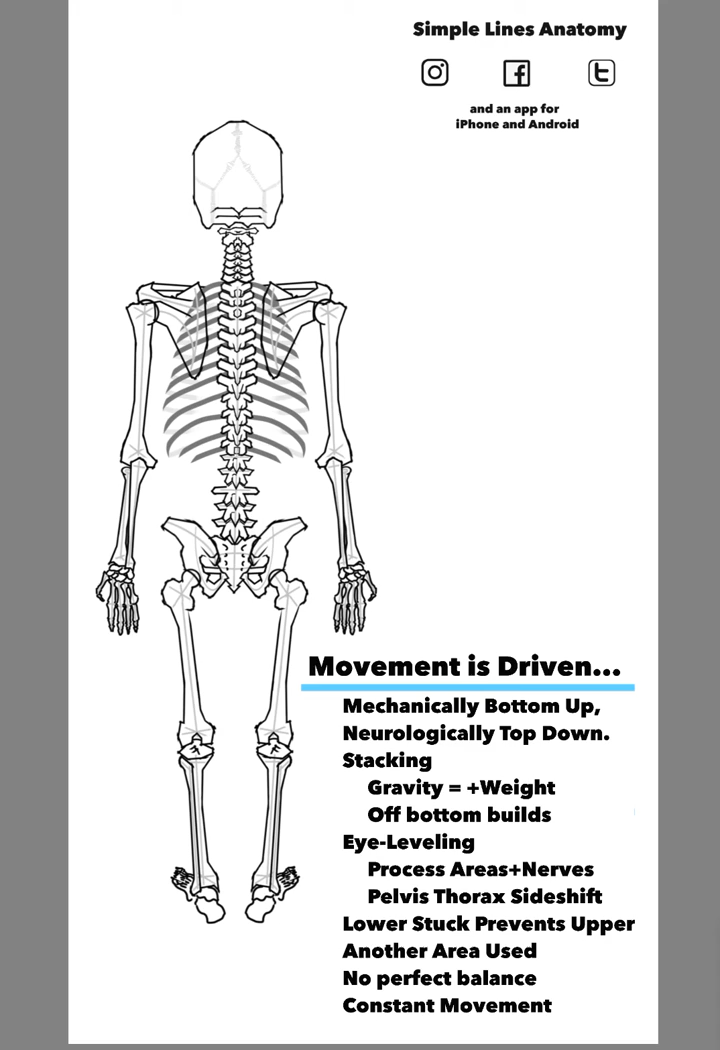 Simple Lines Anatomy
and an app for
iPhone and Android
Movement is Driven...
Mechanically Bottom Up,
Neurologically Top Down.
Stacking
Gravity = +Weight
Off bottom builds
Eye-Leveling
Process Areas+Nerves
Pelvis Thorax Sideshift
Lower Stuck Prevents Upper
Another Area Used
No perfect balance
Constant Movement